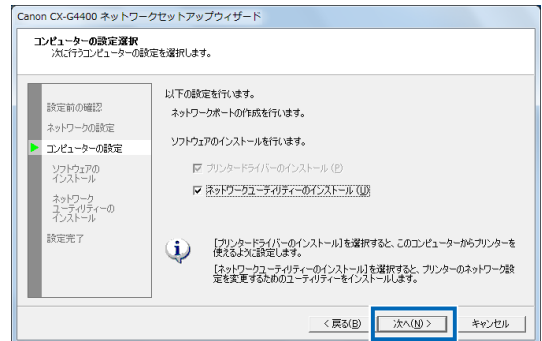 Canon CX-G4400 ネットワークセットアップウィザード
コンピューターの設定選択
次に行うコンピューターの設定を選択します。
設定前の確認
ネットワークの設定
コンピューターの設定
ソフトウェアの
インストール
ネットワーク
ユーティリティーの
インストール
設定完了
以下の設定を行います。
ネットワークポートの作成を行います。
ソフトウェアのインストールを行います。
プリンタードライバーのインストール(P)
ネットワークユーティリティーのインストール(U)
[プリンタードライバーのインストール]を選択すると、このコンピューターからプリンターを
使えるように設定します。
[ネットワークユーティリティーのインストール]を選択すると、プリンターのネットワーク設
定を変更するためのユーティリティーをインストールします。
< 戻る(B)
次へ(N) >
キャンセル